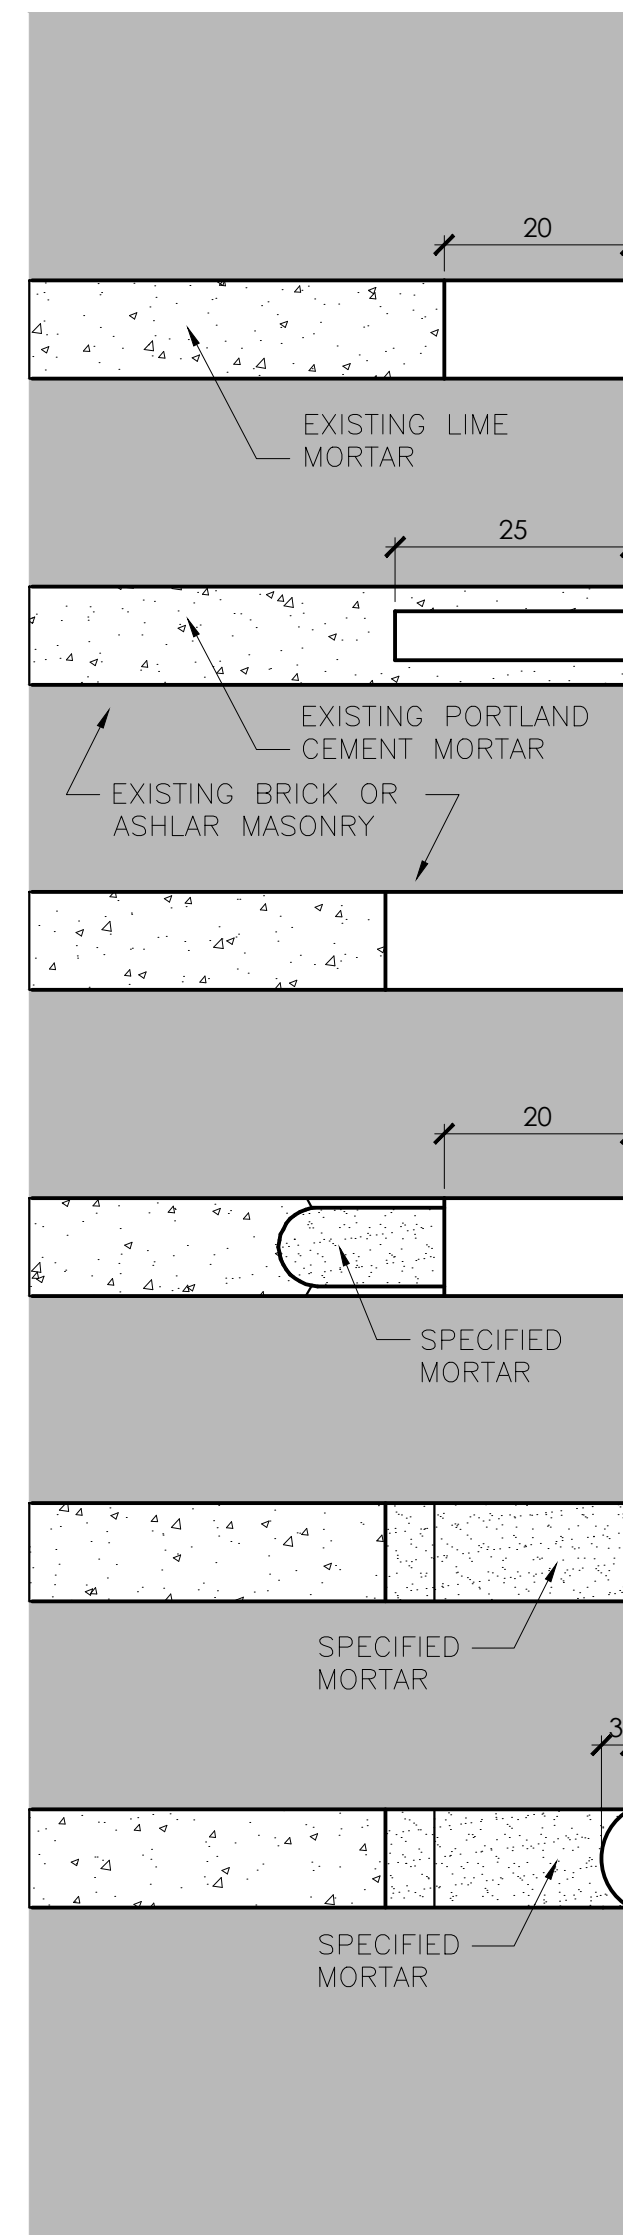 20
EXISTING LIME
MORTAR
25
EXISTING PORTLAND
CEMENT MORTAR
EXISTING BRICK OR
ASHLAR MASONRY
20
SPECIFIED
MORTAR
SPECIFIED
MORTAR
3
SPECIFIED
MORTAR